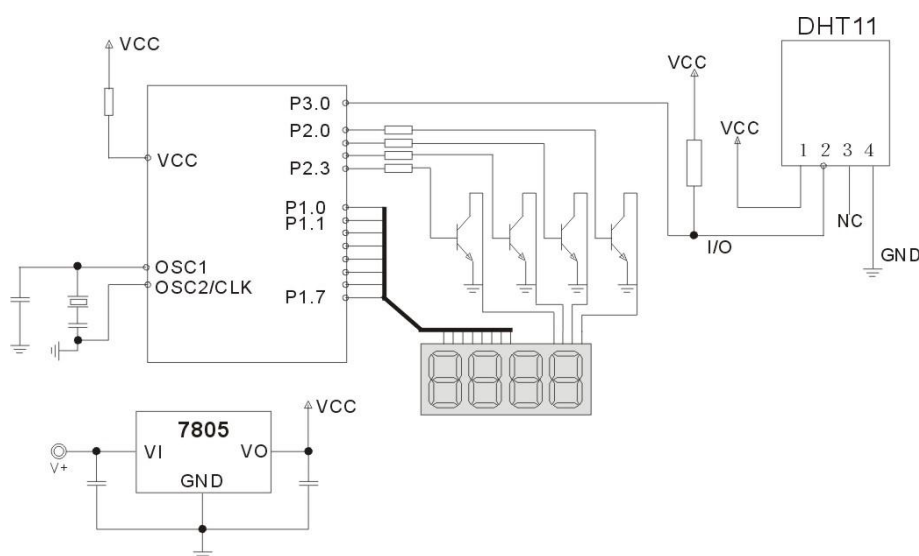 DHT11
VCC
VCC
P3.0
P2.0
VCC
VCC
P2.3
1 2 3 4
P1.0
P1.1
NC
I/O
GND
OSC1
OSC2/CLK
P1.7
VCC
7805
VI
VO
V+
GND